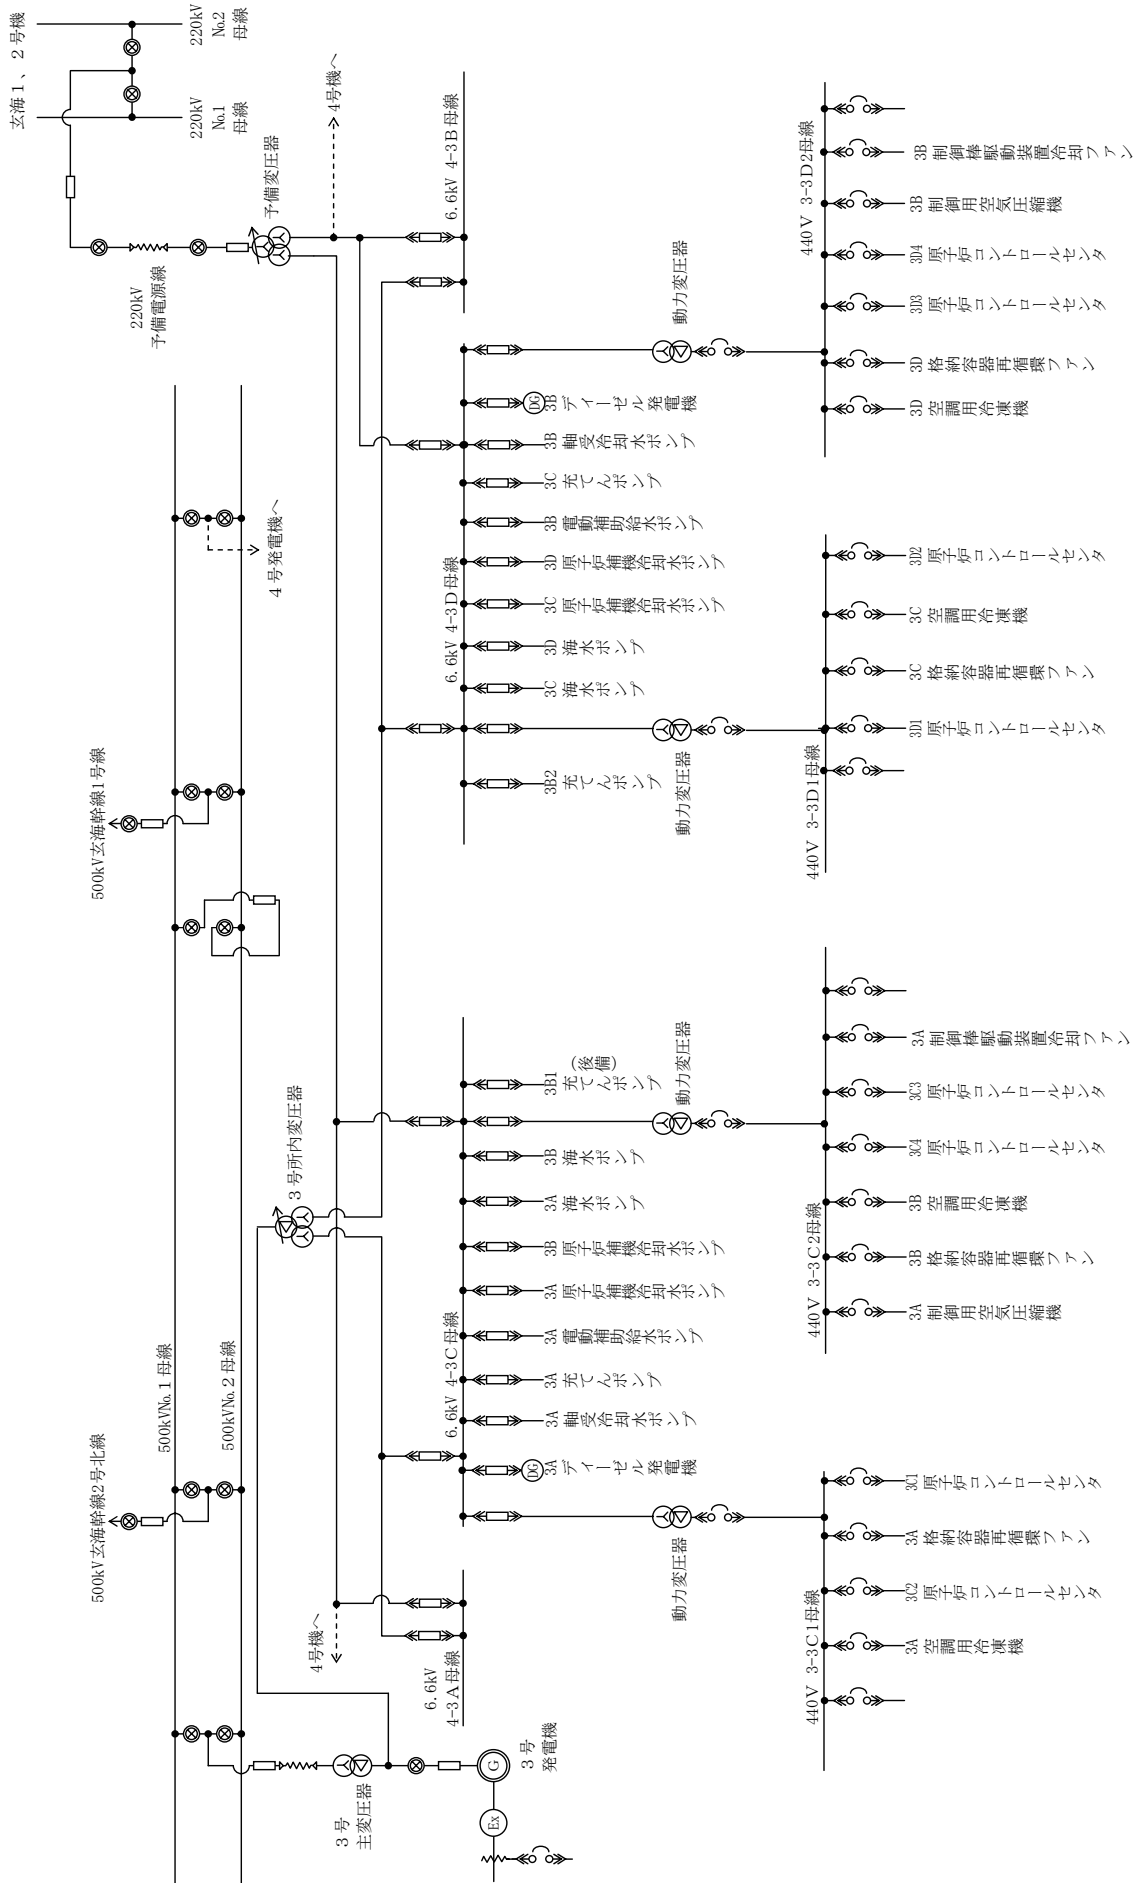 玄海1、2号機
220kV
No.2
母線
220kV
No.1
母線
予備変圧器
4号機へ
220kV
予備電源線
6.6kV 4-3B母線
440V 3-3D2母線
3B 制御棒駆動装置冷却ファン
3B 制御用空気圧縮機
3D4 原子炉コントロールセンタ
3D3 原子炉コントロールセンタ
3D 格納容器再循環ファン
3D 空調用冷凍機
動力変圧器
DG
3B ディーゼル発電機
3B 軸受冷却水ポンプ
3C 充てんポンプ
3B 電動補助給水ポンプ
3D 原子炉補機冷却水ポンプ
3C 原子炉補機冷却水ポンプ
3D 海水ポンプ
3C 海水ポンプ
6.6kV 4-3D母線
動力変圧器
3B2 充てんポンプ
4号発電機へ
500kV玄海幹線1号線
3D2 原子炉コントロールセンタ
3C 空調用冷凍機
3C 格納容器再循環ファン
3D1 原子炉コントロールセンタ
440V 3-3D1母線
3号所内変圧器
500kVNo.1母線
500kVNo.2母線
500kV玄海幹線2号北線
3B1 充てんポンプ
(後備)
動力変圧器
3B 海水ポンプ
3A 海水ポンプ
3B 原子炉補機冷却水ポンプ
3A 原子炉補機冷却水ポンプ
3A 電動補助給水ポンプ
3A 充てんポンプ
3A 軸受冷却水ポンプ
DG
3A ディーゼル発電機
6.6kV 4-3C母線
動力変圧器
3A 制御棒駆動装置冷却ファン
3C3 原子炉コントロールセンタ
3C4 原子炉コントロールセンタ
3B 空調用冷凍機
3B 格納容器再循環ファン
3A 制御用空気圧縮機
440V 3-3C2母線
3C1 原子炉コントロールセンタ
3A 格納容器再循環ファン
3C2 原子炉コントロールセンタ
3A 空調用冷凍機
440V 3-3C1母線
4号機へ
6.6kV
4-3A母線
3号
主変圧器
G
3号
発電機
Ex